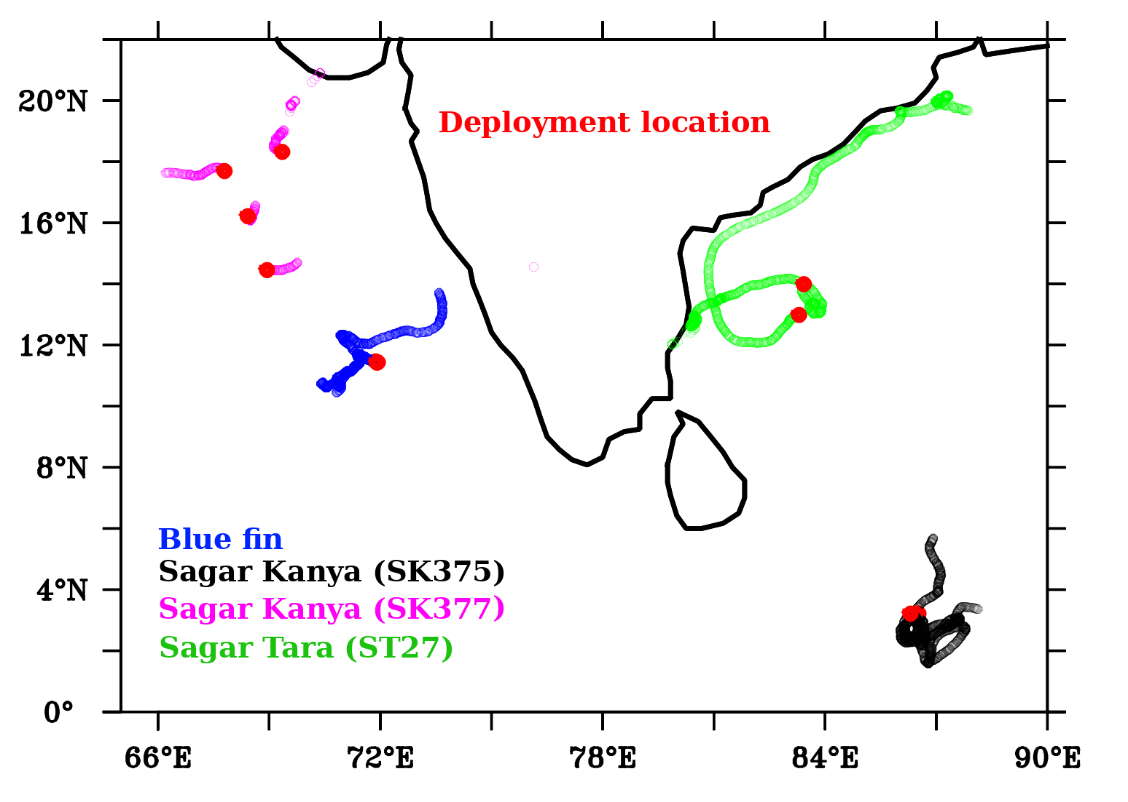 20°N
Deployment location
16°N
12°N
8°N
Blue fin
Sagar Kanya (SK375)
4°N
Sagar Kanya (SK377)
Sagar Tara (ST27)
0°
66°E 72°E 78°E 84°E 90°E